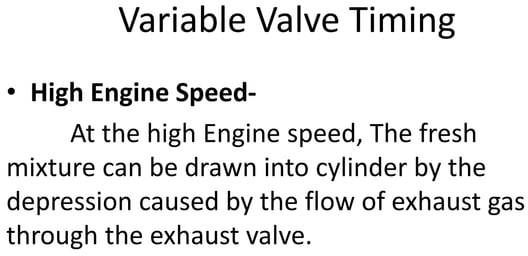 Variable Valve Timing
• High Engine Speed-
At the high Engine speed, The fresh
mixture can be drawn into cylinder by the
depression caused by the flow of exhaust gas
through the exhaust valve.